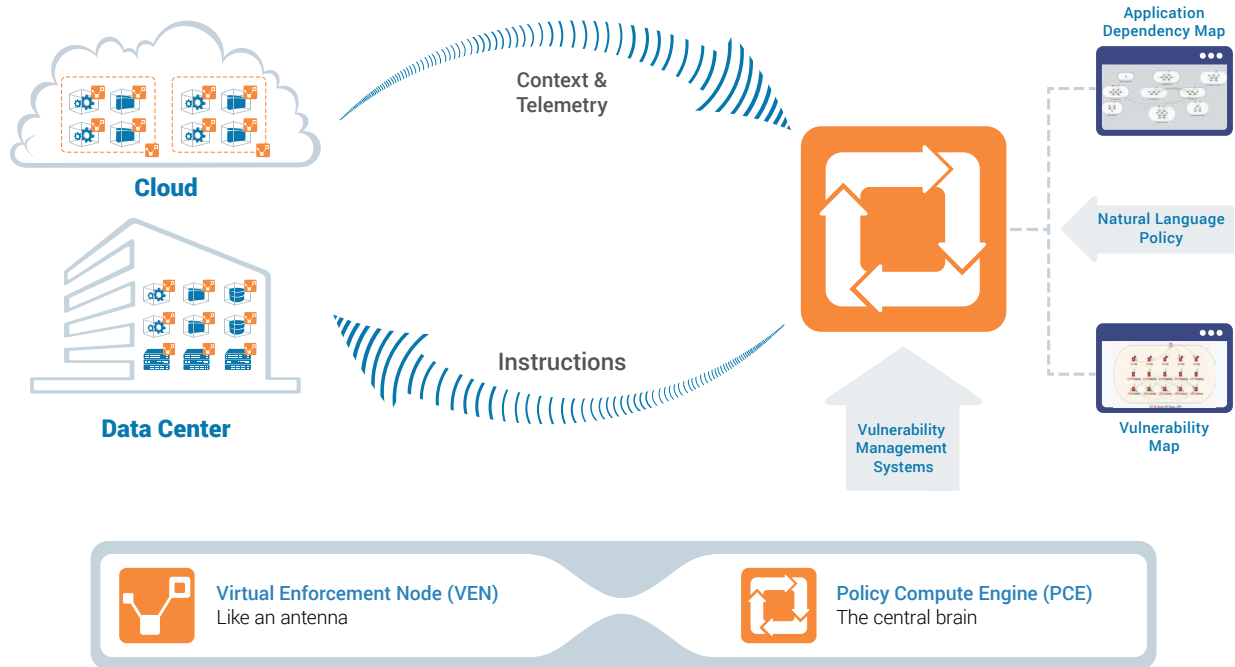 Application
Dependency Map
Context &
Telemetry
Cloud
Natural Language
Policy
Instructions
Data Center
Vulnerability
Management
Systems
Vulnerability
Map
Virtual Enforcement Node (VEN)
Like an antenna
Policy Compute Engine (PCE)
The central brain